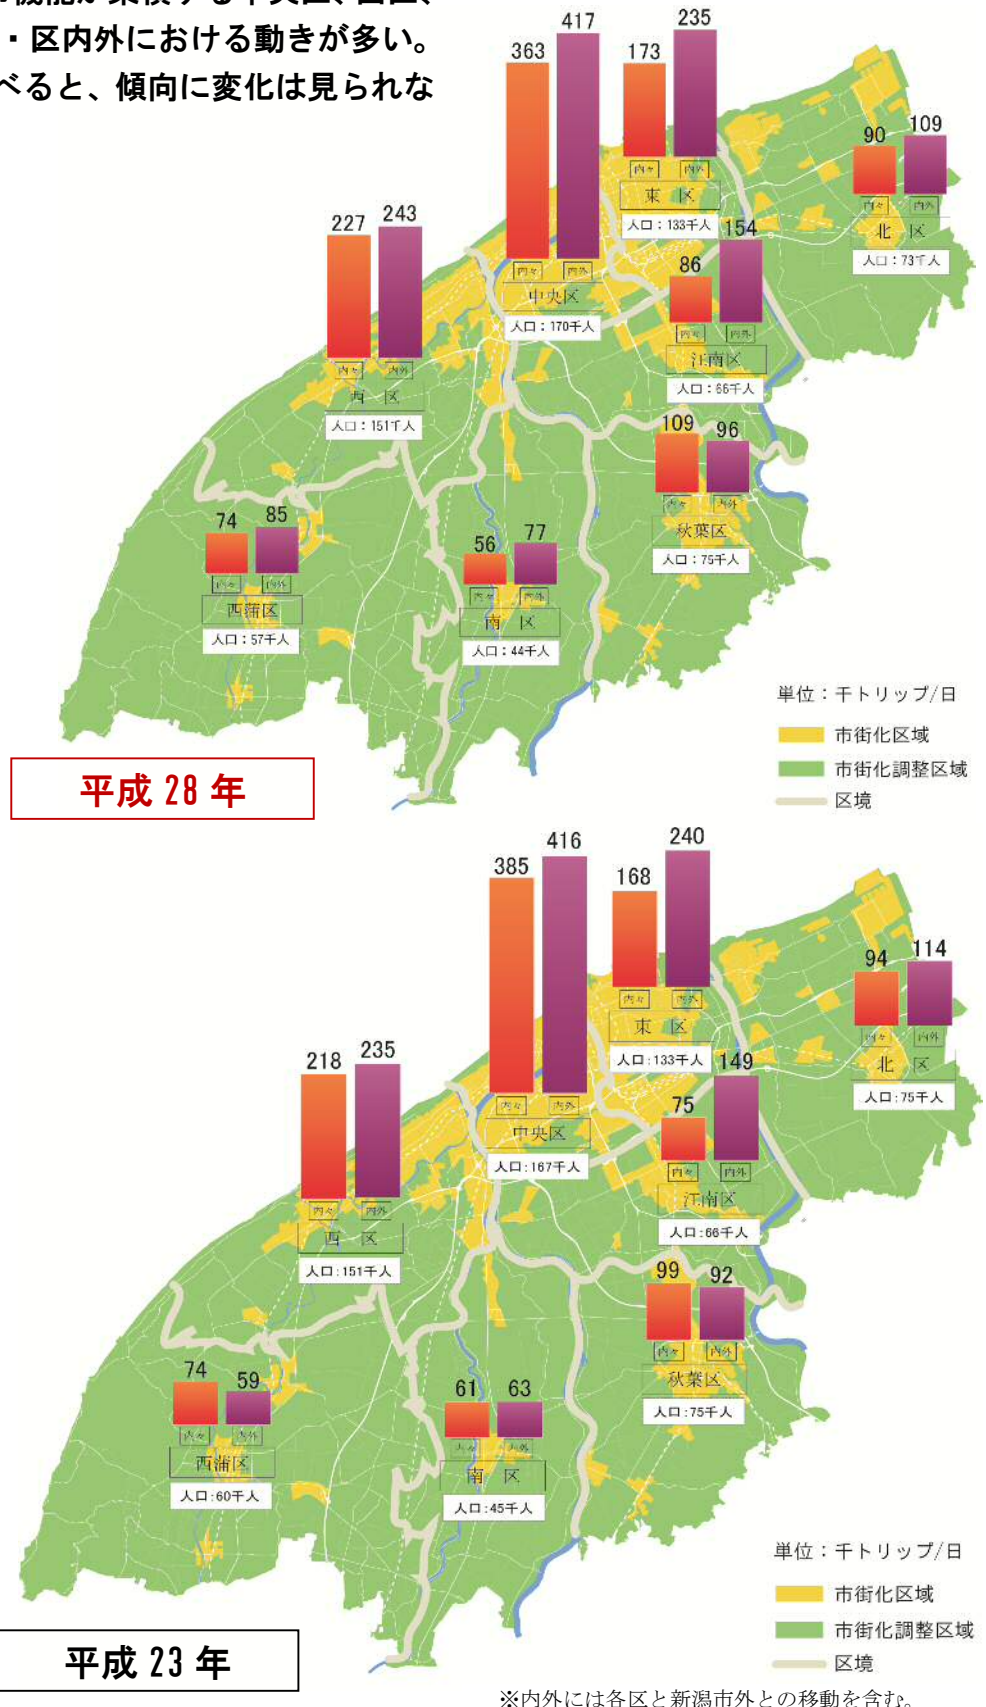 ・区内外における動きが多い。
べると、傾向に変化は見られな
417
235
363
173
109
90
内々 内外
東 区
人口：133千人
内々 内外
北 区
人口：73千人
243
227
154
86
内々 内外
中央区
人口：170千人
内々 内外
江南区
人口：66千人
内々 内外
西 区
人口：151千人
109
96
内々 内外
秋葉区
人口：75千人
74
85
内々 内外
西蒲区
人口：57千人
56
77
内々 内外
南 区
人口：44千人
単位：千トリップ/日
市街化区域
市街化調整区域
区境
平成 28 年
416
240
385
168
114
94
内々 内外
東 区
人口：133千人
内々 内外
北 区
人口：75千人
235
218
149
75
内々 内外
中央区
人口：167千人
内々 内外
江南区
人口：66千人
内々 内外
西 区
人口：151千人
99
92
内々 内外
秋葉区
人口：75千人
74
59
内々 内外
西蒲区
人口：60千人
61
63
内々 内外
南 区
人口：45千人
単位：千トリップ/日
市街化区域
市街化調整区域
区境
平成 23 年
※内外には各区と新潟市外との移動を含む。